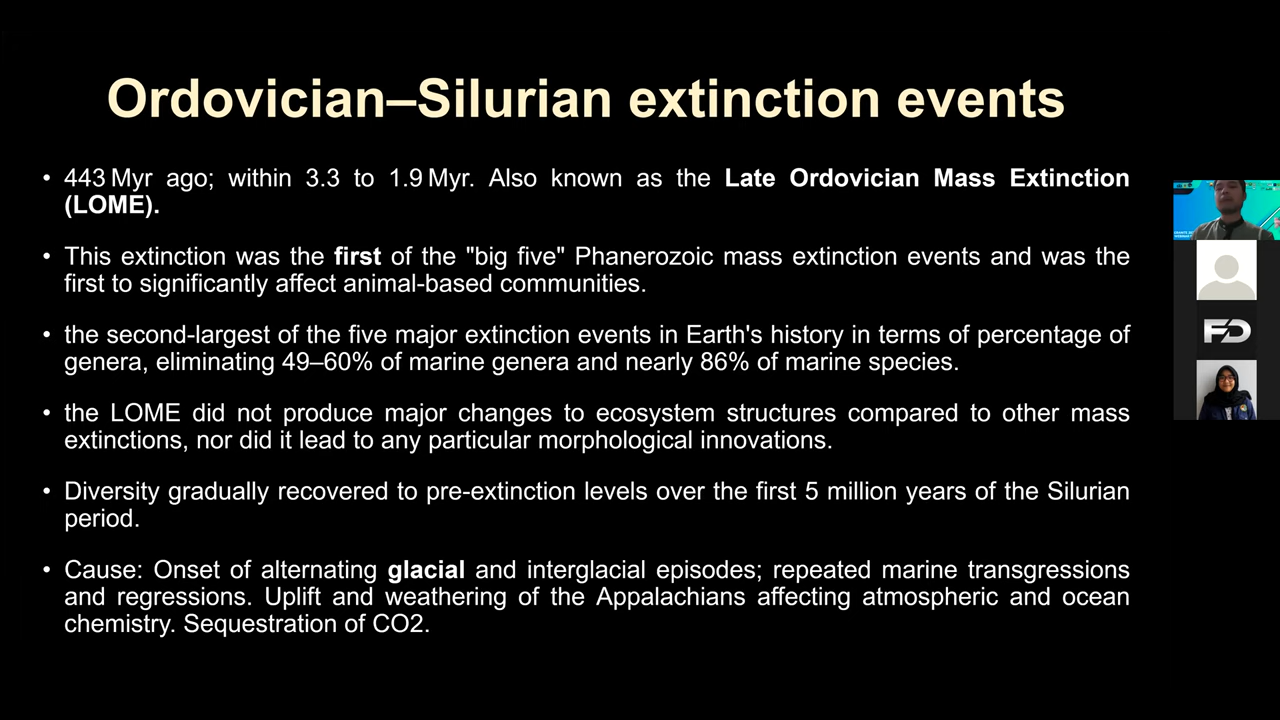 Ordovician–Silurian extinction events
• 443 Myr ago; within 3.3 to 1.9 Myr. Also known as the Late Ordovician Mass Extinction
(LOME).
• This extinction was the first of the "big five" Phanerozoic mass extinction events and was the
first to significantly affect animal-based communities.
• the second-largest of the five major extinction events in Earth's history in terms of percentage of
genera, eliminating 49–60% of marine genera and nearly 86% of marine species.
• the LOME did not produce major changes to ecosystem structures compared to other mass
extinctions, nor did it lead to any particular morphological innovations.
• Diversity gradually recovered to pre-extinction levels over the first 5 million years of the Silurian
period.
• Cause: Onset of alternating glacial and interglacial episodes; repeated marine transgressions
and regressions. Uplift and weathering of the Appalachians affecting atmospheric and ocean
chemistry. Sequestration of CO2.
FD